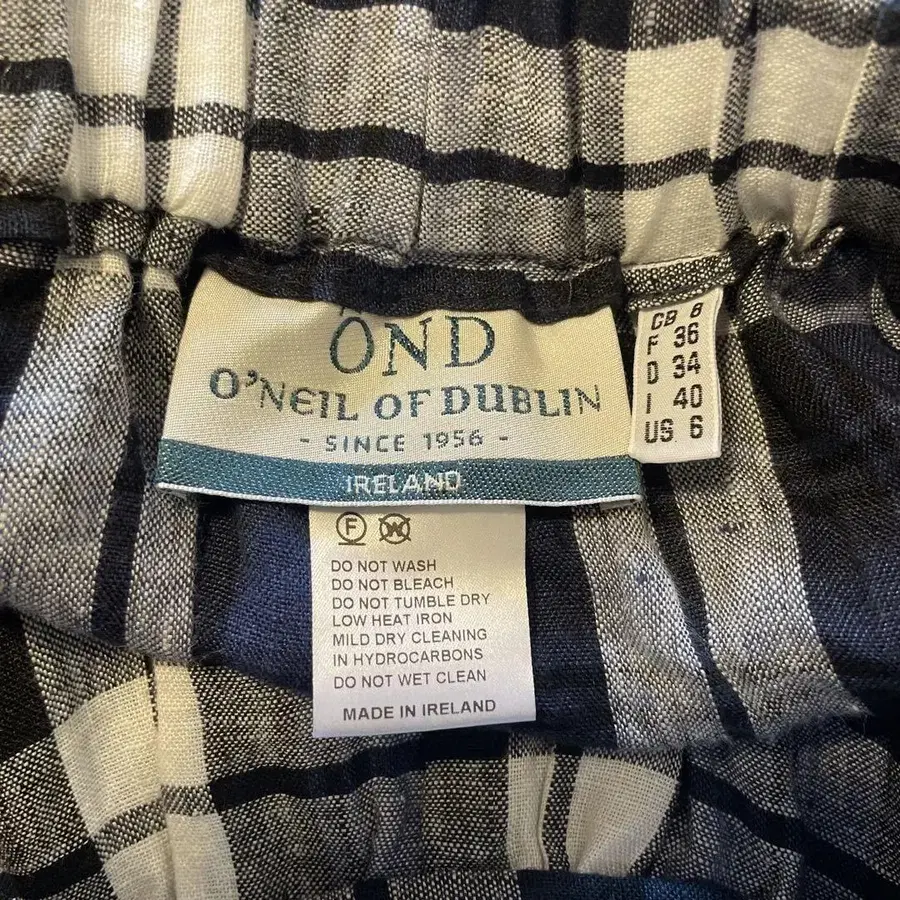 ÓND
O'NEIL OF DUBLIN
- SINCE 1956 -
IRELAND
GB 8
F 36
D 34
I 40
US 6
F W
DO NOT WASH
DO NOT BLEACH
DO NOT TUMBLE DRY
LOW HEAT IRON
MILD DRY CLEANING
IN HYDROCARBONS
DO NOT WET CLEAN
MADE IN IRELAND